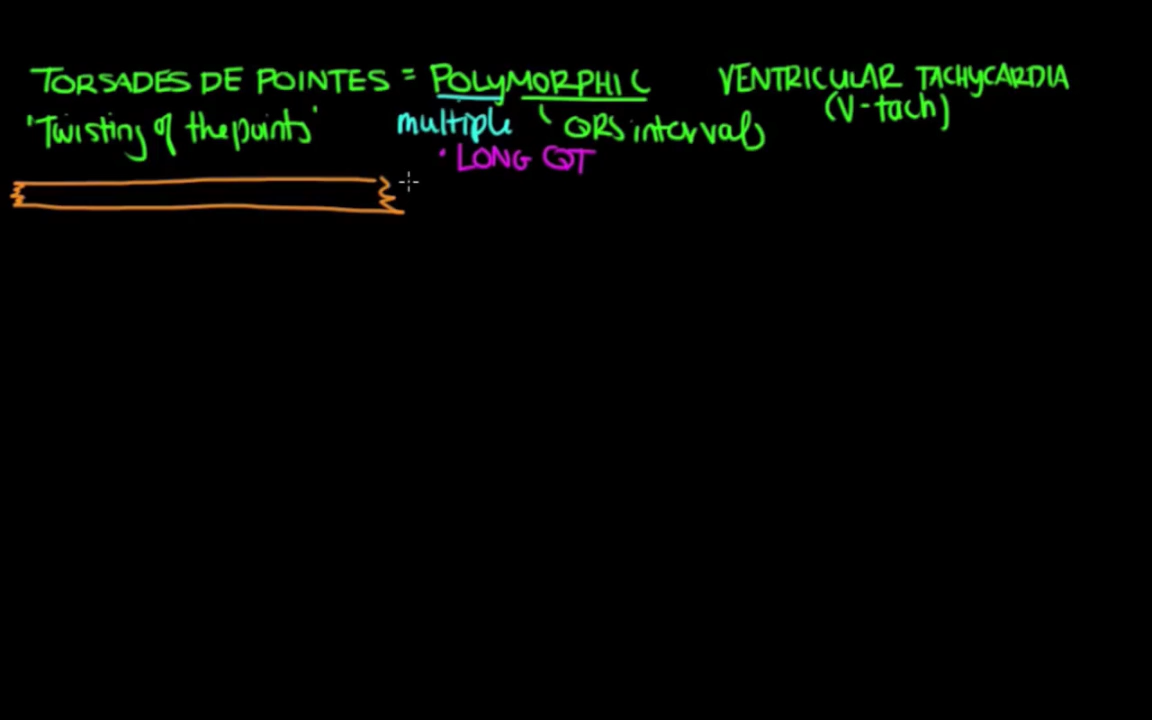 TORSADES DE POINTES = POLYMORPHIC VENTRICULAR TACHYCARDIA
(V-tach)
'Twisting of the points' multiple QRS intervals
• LONG QT